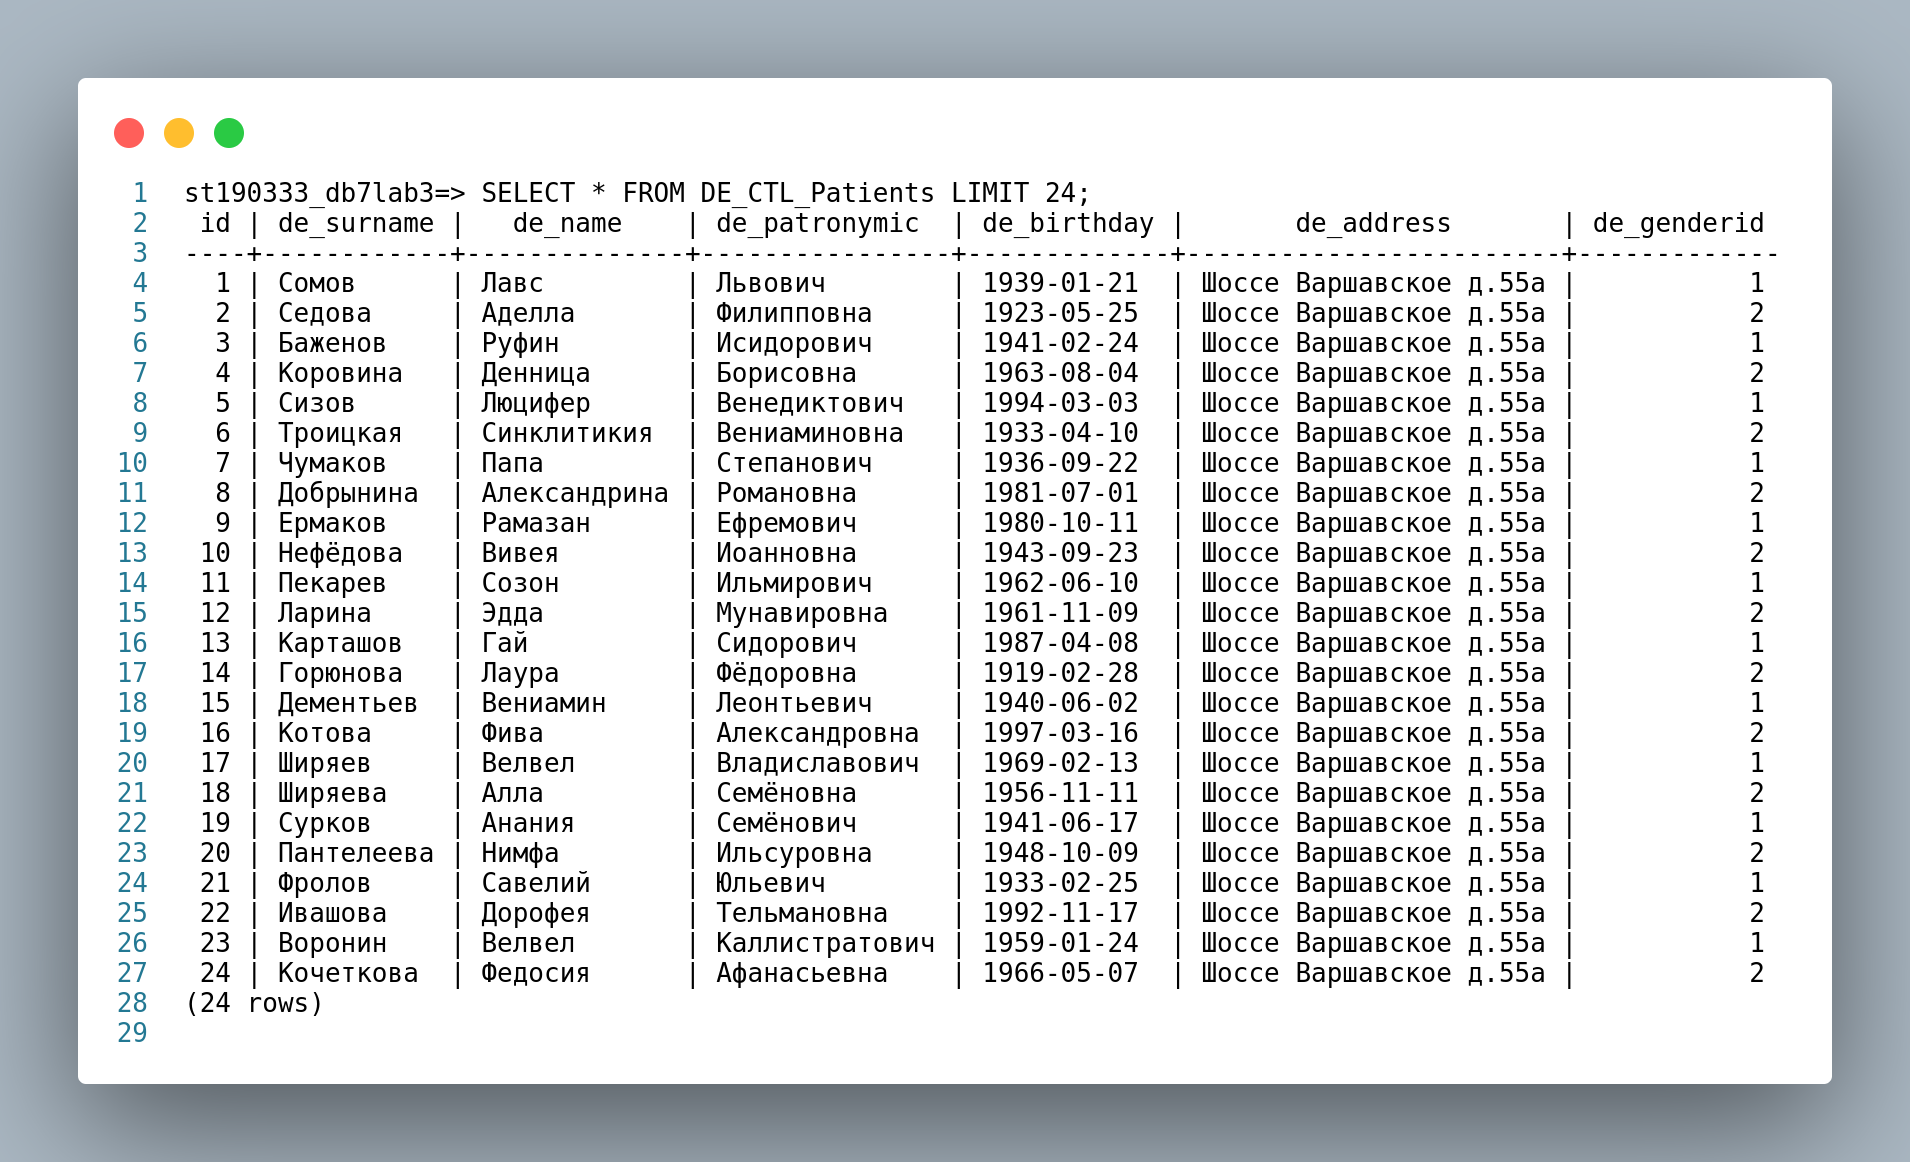 1 st190333_db7lab3=> SELECT * FROM DE_CTL_Patients LIMIT 24;
2  id | de_surname |   de_name    | de_patronymic  | de_birthday |       de_address       | de_genderid
3 ----+------------+--------------+----------------+-------------+------------------------+-------------
4   1 | Сомов      | Лавс         | Львович        | 1939-01-21  | Шоссе Варшавское д.55а |           1
5   2 | Седова     | Аделла       | Филипповна     | 1923-05-25  | Шоссе Варшавское д.55а |           2
6   3 | Баженов    | Руфин        | Исидорович     | 1941-02-24  | Шоссе Варшавское д.55а |           1
7   4 | Коровина   | Денница      | Борисовна      | 1963-08-04  | Шоссе Варшавское д.55а |           2
8   5 | Сизов      | Люцифер      | Венедиктович   | 1994-03-03  | Шоссе Варшавское д.55а |           1
9   6 | Троицкая   | Синклитикия  | Вениаминовна   | 1933-04-10  | Шоссе Варшавское д.55а |           2
10   7 | Чумаков    | Папа         | Степанович     | 1936-09-22  | Шоссе Варшавское д.55а |           1
11   8 | Добрынина  | Александрина | Романовна      | 1981-07-01  | Шоссе Варшавское д.55а |           2
12   9 | Ермаков    | Рамазан      | Ефремович      | 1980-10-11  | Шоссе Варшавское д.55а |           1
13  10 | Нефёдова   | Вивея        | Иоанновна      | 1943-09-23  | Шоссе Варшавское д.55а |           2
14  11 | Пекарев    | Созон        | Ильмирович     | 1962-06-10  | Шоссе Варшавское д.55а |           1
15  12 | Ларина     | Эдда         | Мунавировна    | 1961-11-09  | Шоссе Варшавское д.55а |           2
16  13 | Карташов   | Гай          | Сидорович      | 1987-04-08  | Шоссе Варшавское д.55а |           1
17  14 | Горюнова   | Лаура        | Фёдоровна      | 1919-02-28  | Шоссе Варшавское д.55а |           2
18  15 | Дементьев  | Вениамин     | Леонтьевич     | 1940-06-02  | Шоссе Варшавское д.55а |           1
19  16 | Котова     | Фива         | Александровна  | 1997-03-16  | Шоссе Варшавское д.55а |           2
20  17 | Ширяев     | Велвел       | Владиславович  | 1969-02-13  | Шоссе Варшавское д.55а |           1
21  18 | Ширяева    | Алла         | Семёновна      | 1956-11-11  | Шоссе Варшавское д.55а |           2
22  19 | Сурков     | Анания       | Семёнович      | 1941-06-17  | Шоссе Варшавское д.55а |           1
23  20 | Пантелеева | Нимфа        | Ильсуровна     | 1948-10-09  | Шоссе Варшавское д.55а |           2
24  21 | Фролов     | Савелий      | Юльевич        | 1933-02-25  | Шоссе Варшавское д.55а |           1
25  22 | Ивашова    | Дорофея      | Тельмановна    | 1992-11-17  | Шоссе Варшавское д.55а |           2
26  23 | Воронин    | Велвел       | Каллистратович | 1959-01-24  | Шоссе Варшавское д.55а |           1
27  24 | Кочеткова  | Федосия      | Афанасьевна    | 1966-05-07  | Шоссе Варшавское д.55а |           2
28 (24 rows)
29